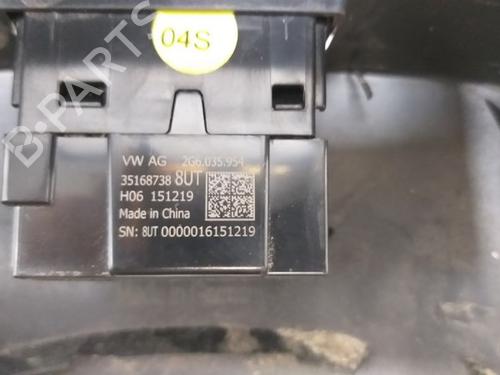 04S
VW AG 2G6.035.954
35168738 8UT
H06 151219
Made in China
SN: 8UT 0000016151219
B-PARTS